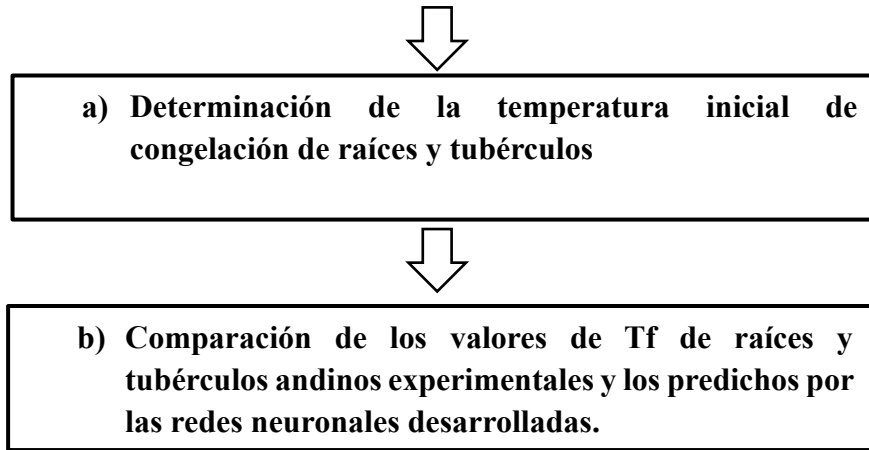 a) Determinación de la temperatura inicial de
congelación de raíces y tubérculos
b) Comparación de los valores de Tf de raíces y
tubérculos andinos experimentales y los predichos por
las redes neuronales desarrolladas.